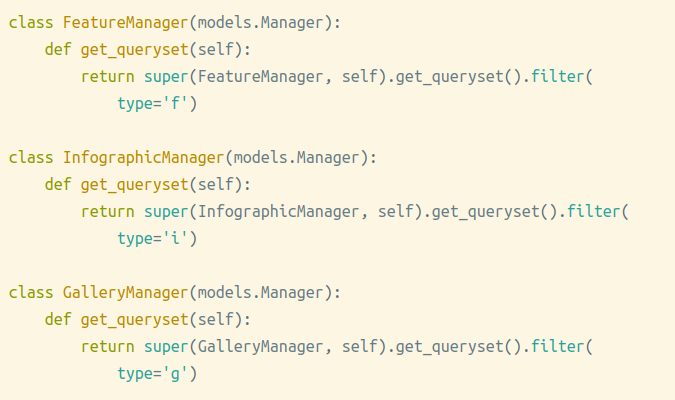 class FeatureManager(models.Manager):
    def get_queryset(self):
        return super(FeatureManager, self).get_queryset().filter(
            type='f')

class InfographicManager(models.Manager):
    def get_queryset(self):
        return super(InfographicManager, self).get_queryset().filter(
            type='i')

class GalleryManager(models.Manager):
    def get_queryset(self):
        return super(GalleryManager, self).get_queryset().filter(
            type='g')